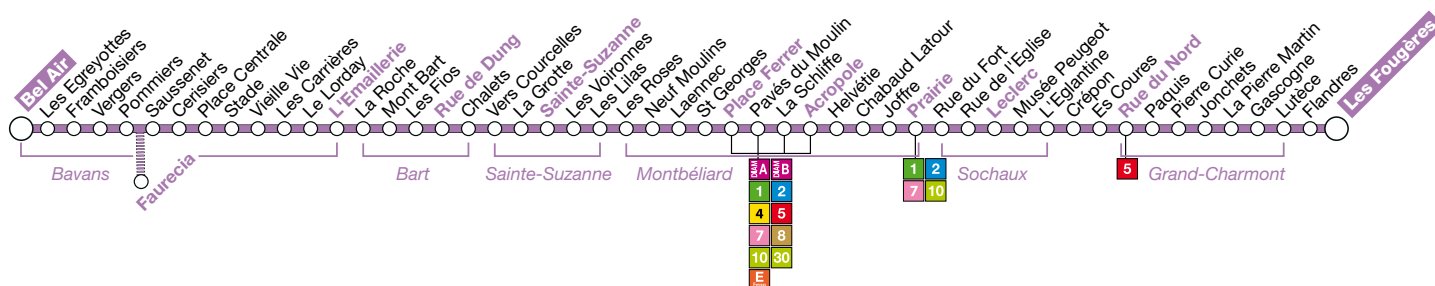 Bel Air
Les Egreyottes
Framboisiers
Vergers
Pommiers
Saussenet
Cerisiers
Place Centrale
Stade
Vieille Vie
Les Carrières
Le Lorday
L'Emaillerie
La Roche
Mont Bart
Les Fios
Rue de Dung
Chalets
Vers Courcelles
La Grotte
Sainte-Suzanne
Les Voironnes
Les Lilas
Les Roses
Neuf Moulins
Laennec
St Georges
Place Ferrer
Pavés du Moulin
La Schliffe
Acropole
Helvétie
Chabaud Latour
Joffre
Prairie
Rue du Fort
Rue de l'Eglise
Leclerc
Musée Peugeot
L'Eglantine
Crépon
Es Coures
Rue du Nord
Paquis
Pierre Curie
Jonchets
La Pierre Martin
Gascogne
Lutèce
Flandres
Les Fougères
Faurecia
Bavans
Bart
Sainte-Suzanne
Montbéliard
Sochaux
Grand-Charmont
DIAM A DIAM B
1 2
4 5
7 8
10 30
E
1 2
7 10
5